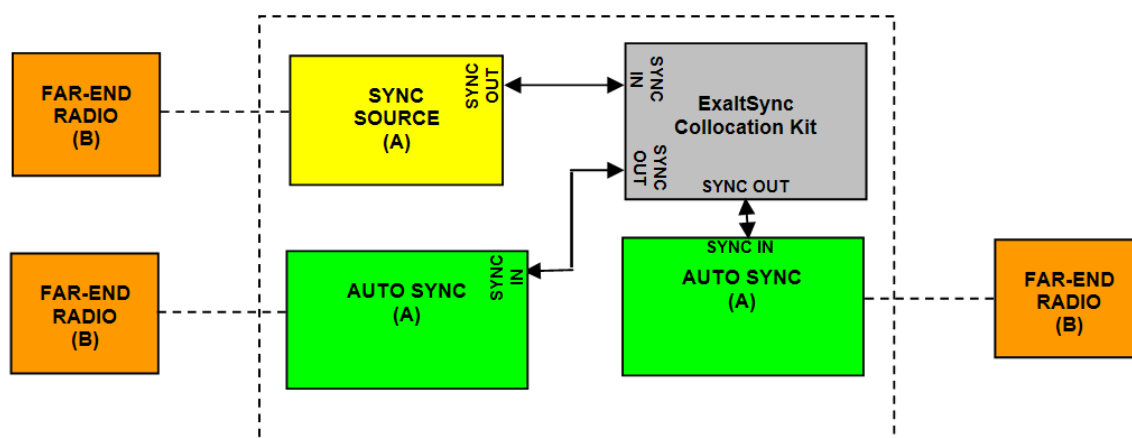 FAR-END
RADIO
(B)
SYNC
SOURCE
(A)
SYNC
OUT
SYNC
IN
ExaltSync
Collocation Kit
SYNC
OUT
SYNC OUT
FAR-END
RADIO
(B)
AUTO SYNC
(A)
SYNC
IN
SYNC IN
AUTO SYNC
(A)
FAR-END
RADIO
(B)